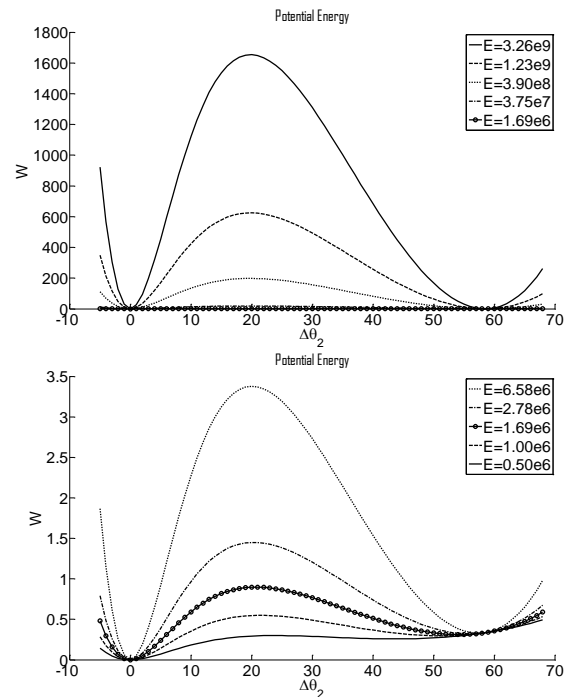 Potential Energy
1800
1600
1400
1200
1000
800
600
400
200
0
W
-10
0
10
20
30
40
50
60
70
Δθ2
E=3.26e9
E=1.23e9
E=3.90e8
E=3.75e7
E=1.69e6
Potential Energy
3.5
3
2.5
2
1.5
1
0.5
0
W
-10
0
10
20
30
40
50
60
70
Δθ2
E=6.58e6
E=2.78e6
E=1.69e6
E=1.00e6
E=0.50e6